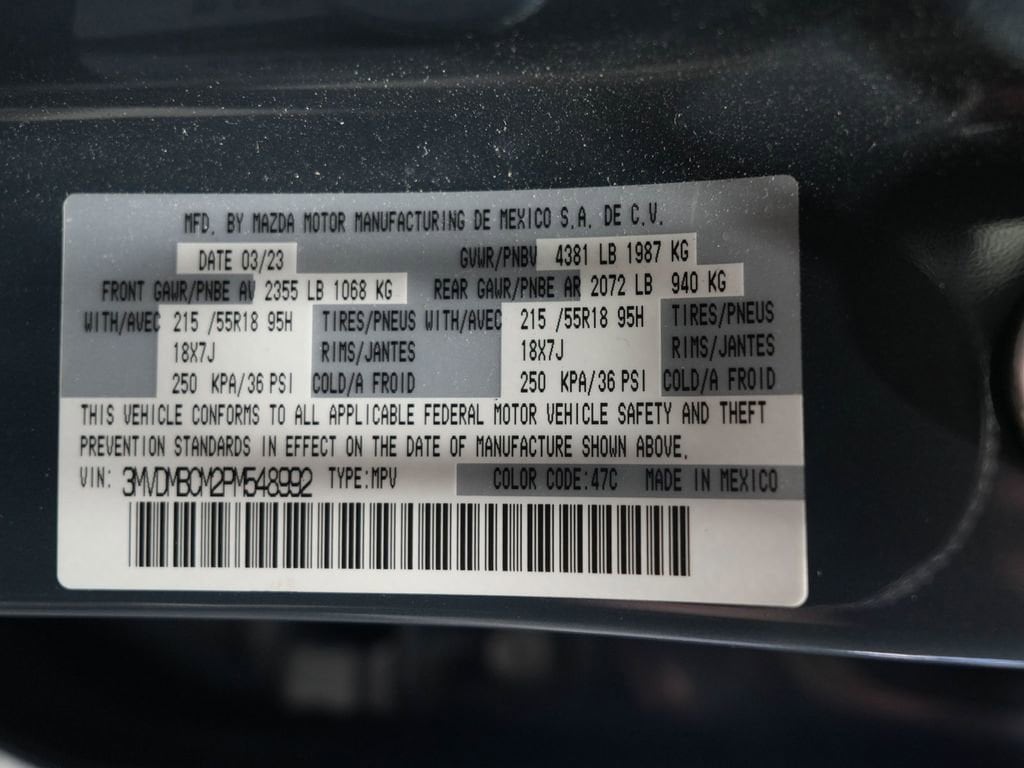 MFD. BY MAZDA MOTOR MANUFACTURING DE MEXICO S.A. DE C.V.
DATE 03/23 GVWR/PNBV 4381 LB 1987 KG
FRONT GAWR/PNBE AV 2355 LB 1068 KG REAR GAWR/PNBE AR 2072 LB 940 KG
WITH/AVEC 215 /55R18 95H TIRES/PNEUS WITH/AVEC 215 /55R18 95H TIRES/PNEUS
18X7J RIMS/JANTES 18X7J RIMS/JANTES
250 KPA/36 PSI COLD/A FROID 250 KPA/36 PSI COLD/A FROID
THIS VEHICLE CONFORMS TO ALL APPLICABLE FEDERAL MOTOR VEHICLE SAFETY AND THEFT
PREVENTION STANDARDS IN EFFECT ON THE DATE OF MANUFACTURE SHOWN ABOVE.
VIN: 3MVDMBCM2PM548992 TYPE:MPV COLOR CODE:47C MADE IN MEXICO